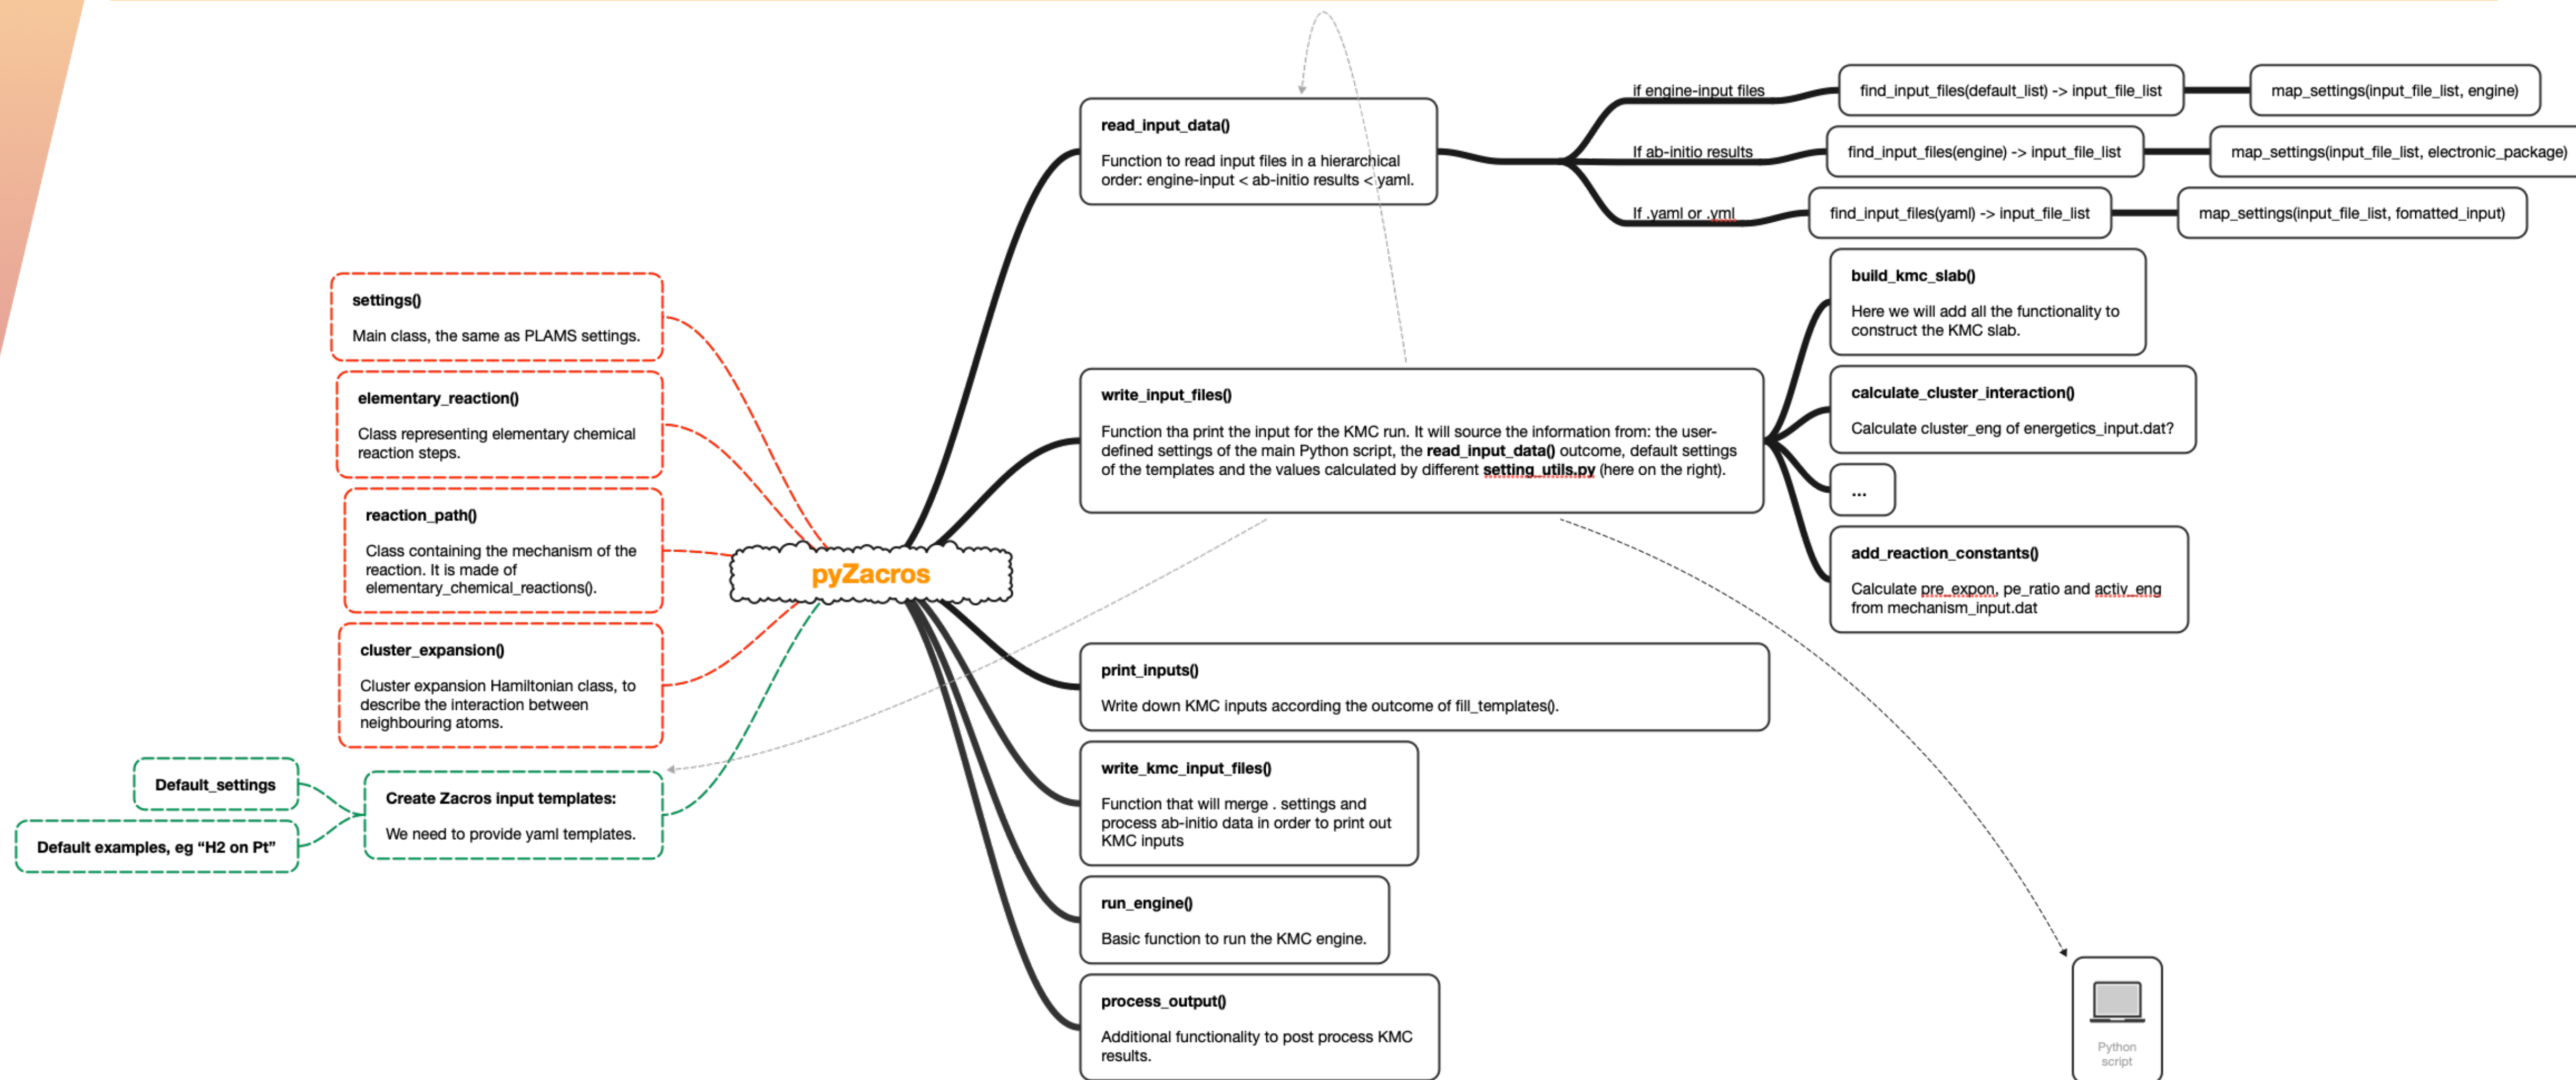 settings()
Main class, the same as PLAMS settings.
elementary_reaction()
Class representing elementary chemical
reaction steps.
reaction_path()
Class containing the mechanism of the
reaction. It is made of
elementary_chemical_reactions().
cluster_expansion()
Cluster expansion Hamiltonian class, to
describe the interaction between
neighbouring atoms.
Default_settings
Default examples, eg “H2 on Pt”
Create Zacros input templates:
We need to provide yaml templates.
pyZacros
read_input_data()
Function to read input files in a hierarchical
order: engine-input < ab-initio results < yaml.
if engine-input files
find_input_files(default_list) -> input_file_list
map_settings(input_file_list, engine)
If ab-initio results
find_input_files(engine) -> input_file_list
map_settings(input_file_list, electronic_package)
If .yaml or .yml
find_input_files(yaml) -> input_file_list
map_settings(input_file_list, fomatted_input)
write_input_files()
Function tha print the input for the KMC run. It will source the information from: the user-
defined settings of the main Python script, the read_input_data() outcome, default settings
of the templates and the values calculated by different setting_utils.py (here on the right).
build_kmc_slab()
Here we will add all the functionality to
construct the KMC slab.
calculate_cluster_interaction()
Calculate cluster_eng of energetics_input.dat?
...
add_reaction_constants()
Calculate pre_expon, pe_ratio and activ_eng
from mechanism_input.dat
print_inputs()
Write down KMC inputs according the outcome of fill_templates().
write_kmc_input_files()
Function that will merge . settings and
process ab-initio data in order to print out
KMC inputs
run_engine()
Basic function to run the KMC engine.
process_output()
Additional functionality to post process KMC
results.
Python
script